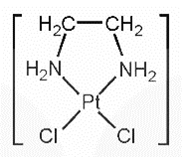 H₂C CH₂
H₂N NH₂
Pt
Cl Cl